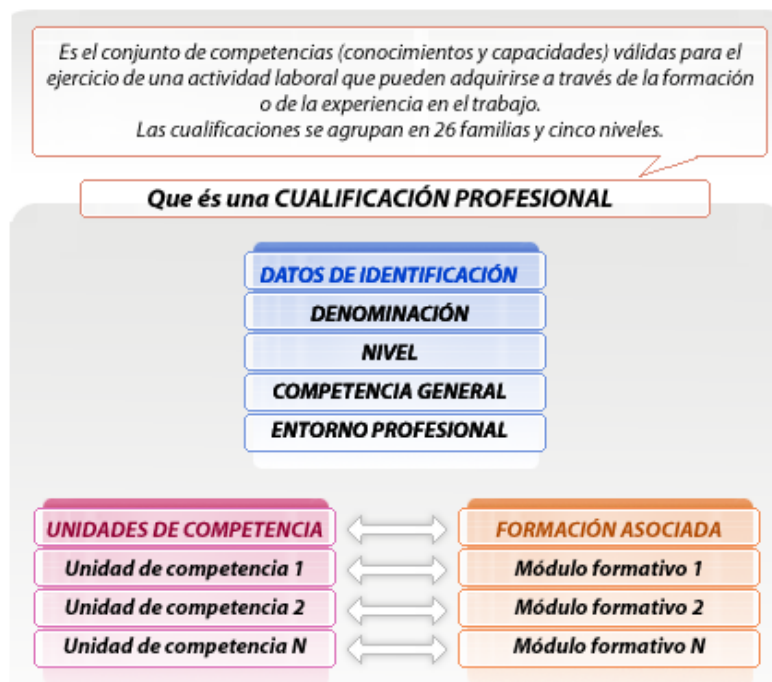 Es el conjunto de competencias (conocimientos y capacidades) válidas para el
ejercicio de una actividad laboral que pueden adquirirse a través de la formación
o de la experiencia en el trabajo.
Las cualificaciones se agrupan en 26 familias y cinco niveles.
Que és una CUALIFICACIÓN PROFESIONAL
DATOS DE IDENTIFICACIÓN
DENOMINACIÓN
NIVEL
COMPETENCIA GENERAL
ENTORNO PROFESIONAL
UNIDADES DE COMPETENCIA
Unidad de competencia 1
Unidad de competencia 2
Unidad de competencia N
FORMACIÓN ASOCIADA
Módulo formativo 1
Módulo formativo 2
Módulo formativo N